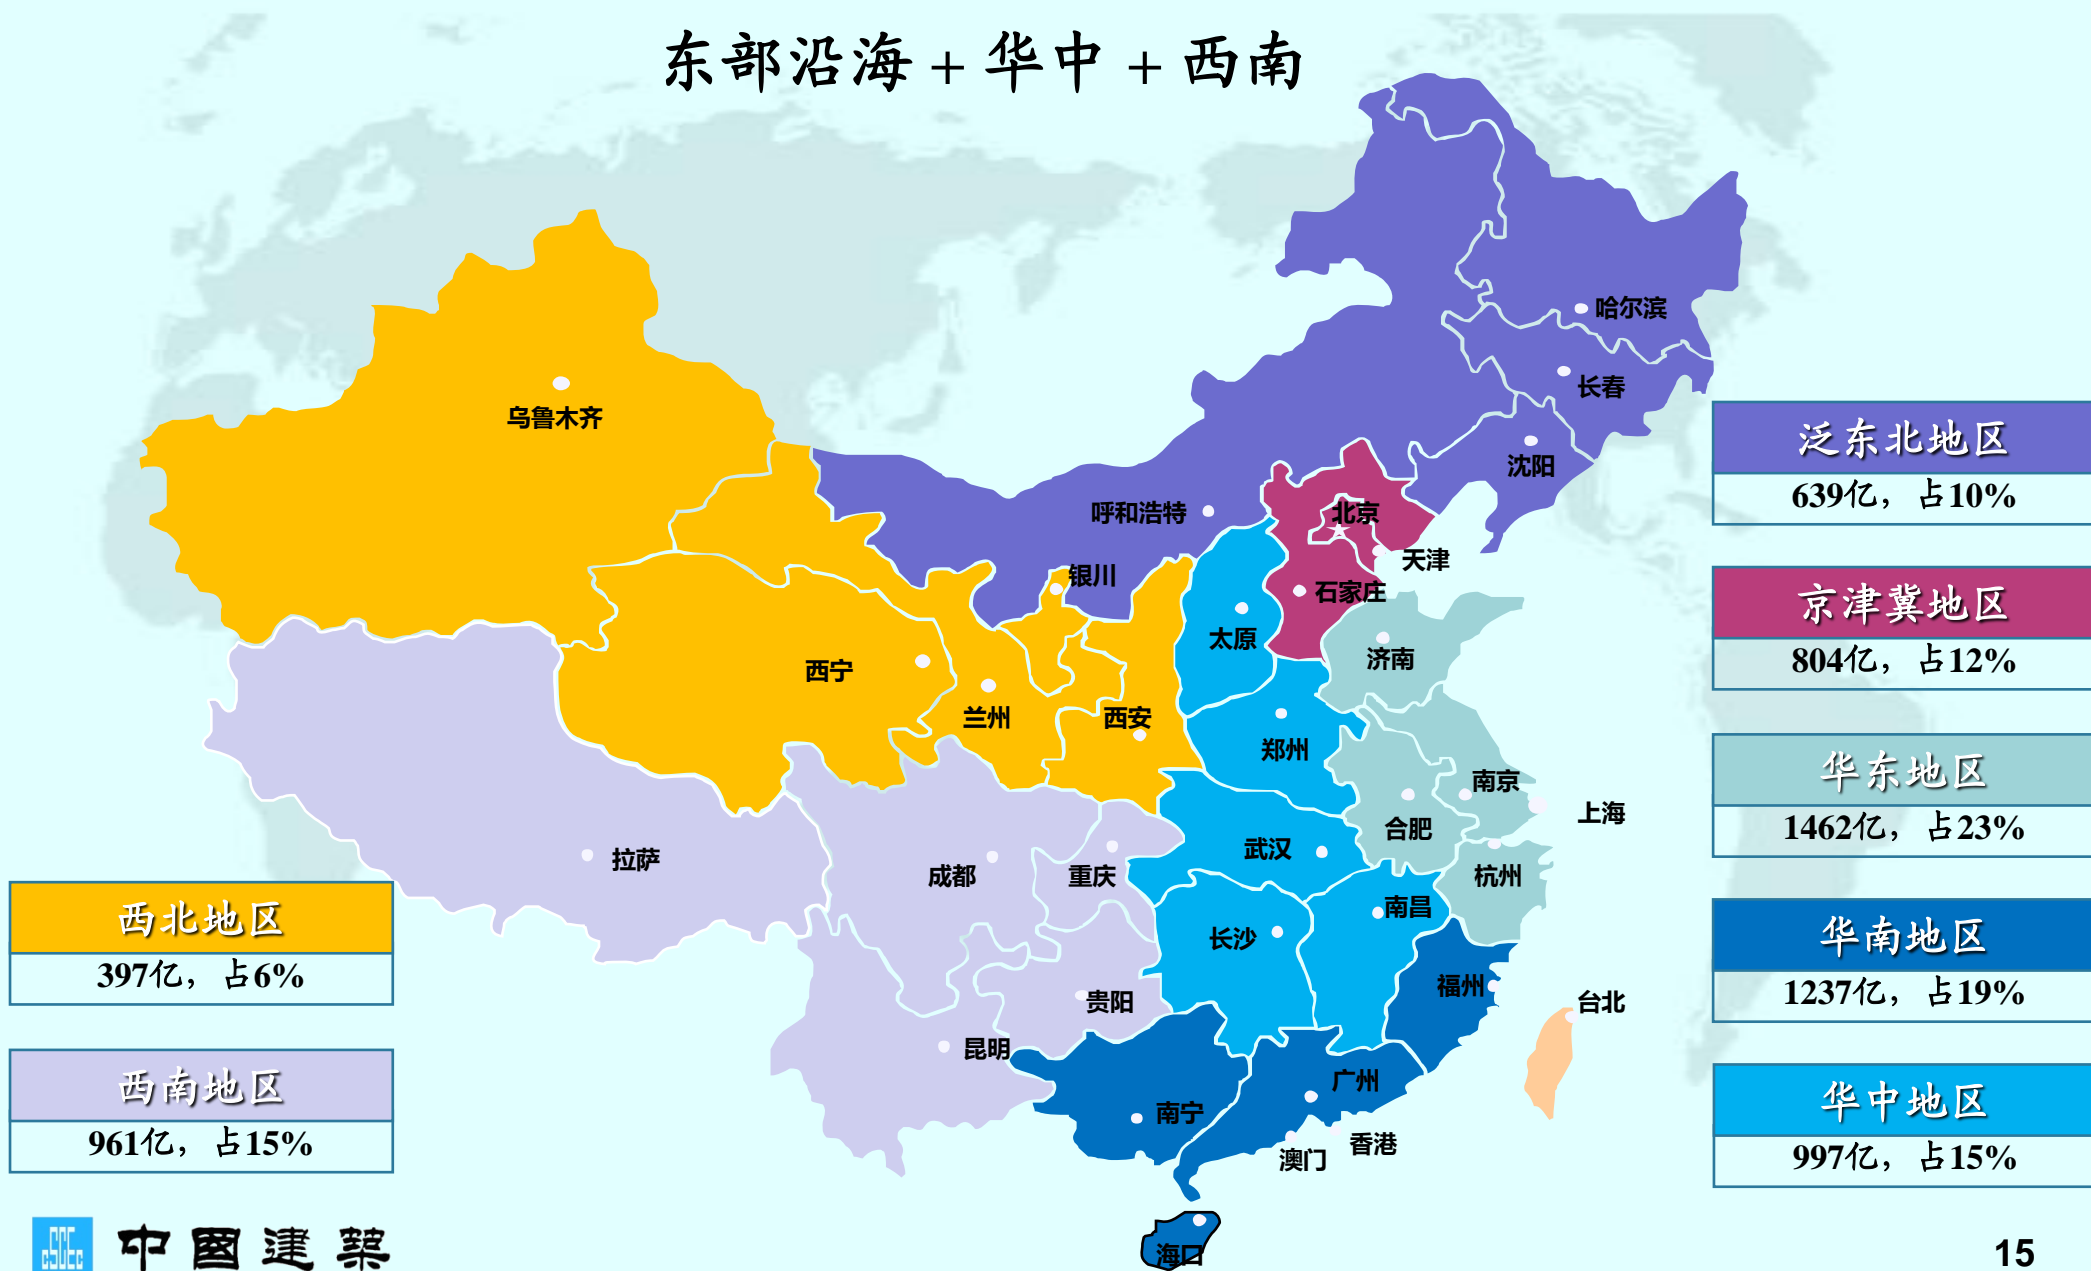 东部沿海 + 华中 + 西南
哈尔滨
长春
沈阳
乌鲁木齐
呼和浩特
北京
天津
银川
石家庄
太原
济南
西宁
兰州
西安
郑州
南京
上海
合肥
武汉
拉萨
成都
重庆
杭州
南昌
长沙
福州
贵阳
台北
昆明
广州
南宁
香港
澳门
海口
泛东北地区
639亿，占10%
京津冀地区
804亿，占12%
华东地区
1462亿，占23%
华南地区
1237亿，占19%
华中地区
997亿，占15%
西北地区
397亿，占6%
西南地区
961亿，占15%
CSCEC
中國建築
15